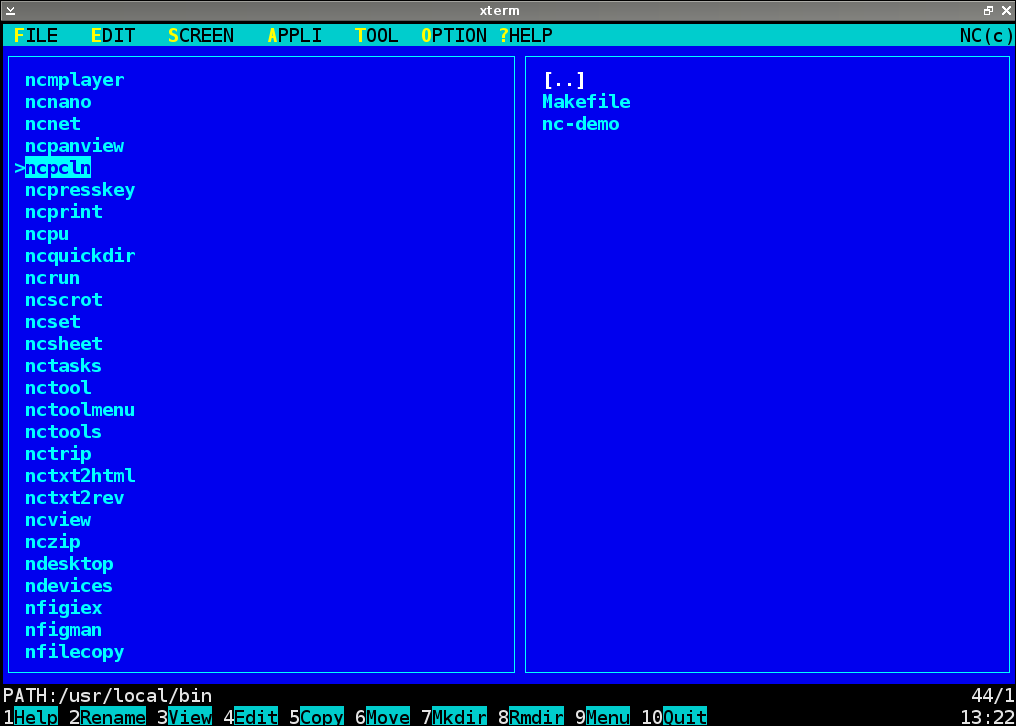 xterm
FILE EDIT SCREEN APPLI TOOL OPTION ?HELP NC(c)
ncmplayer
ncnano
ncnet
ncpanview
>ncpcln
ncpresskey
ncprint
ncpu
ncquickdir
ncrun
ncscrot
ncset
ncsheet
nctasks
nctool
nctoolmenu
nctools
nctrip
nctxt2html
nctxt2rev
ncview
nczip
ndesktop
ndevices
nfigiex
nfigman
nfilecopy
[..]
Makefile
nc-demo
PATH:/usr/local/bin 44/1
1Help 2Rename 3View 4Edit 5Copy 6Move 7Mkdir 8Rmdir 9Menu 10Quit 13:22